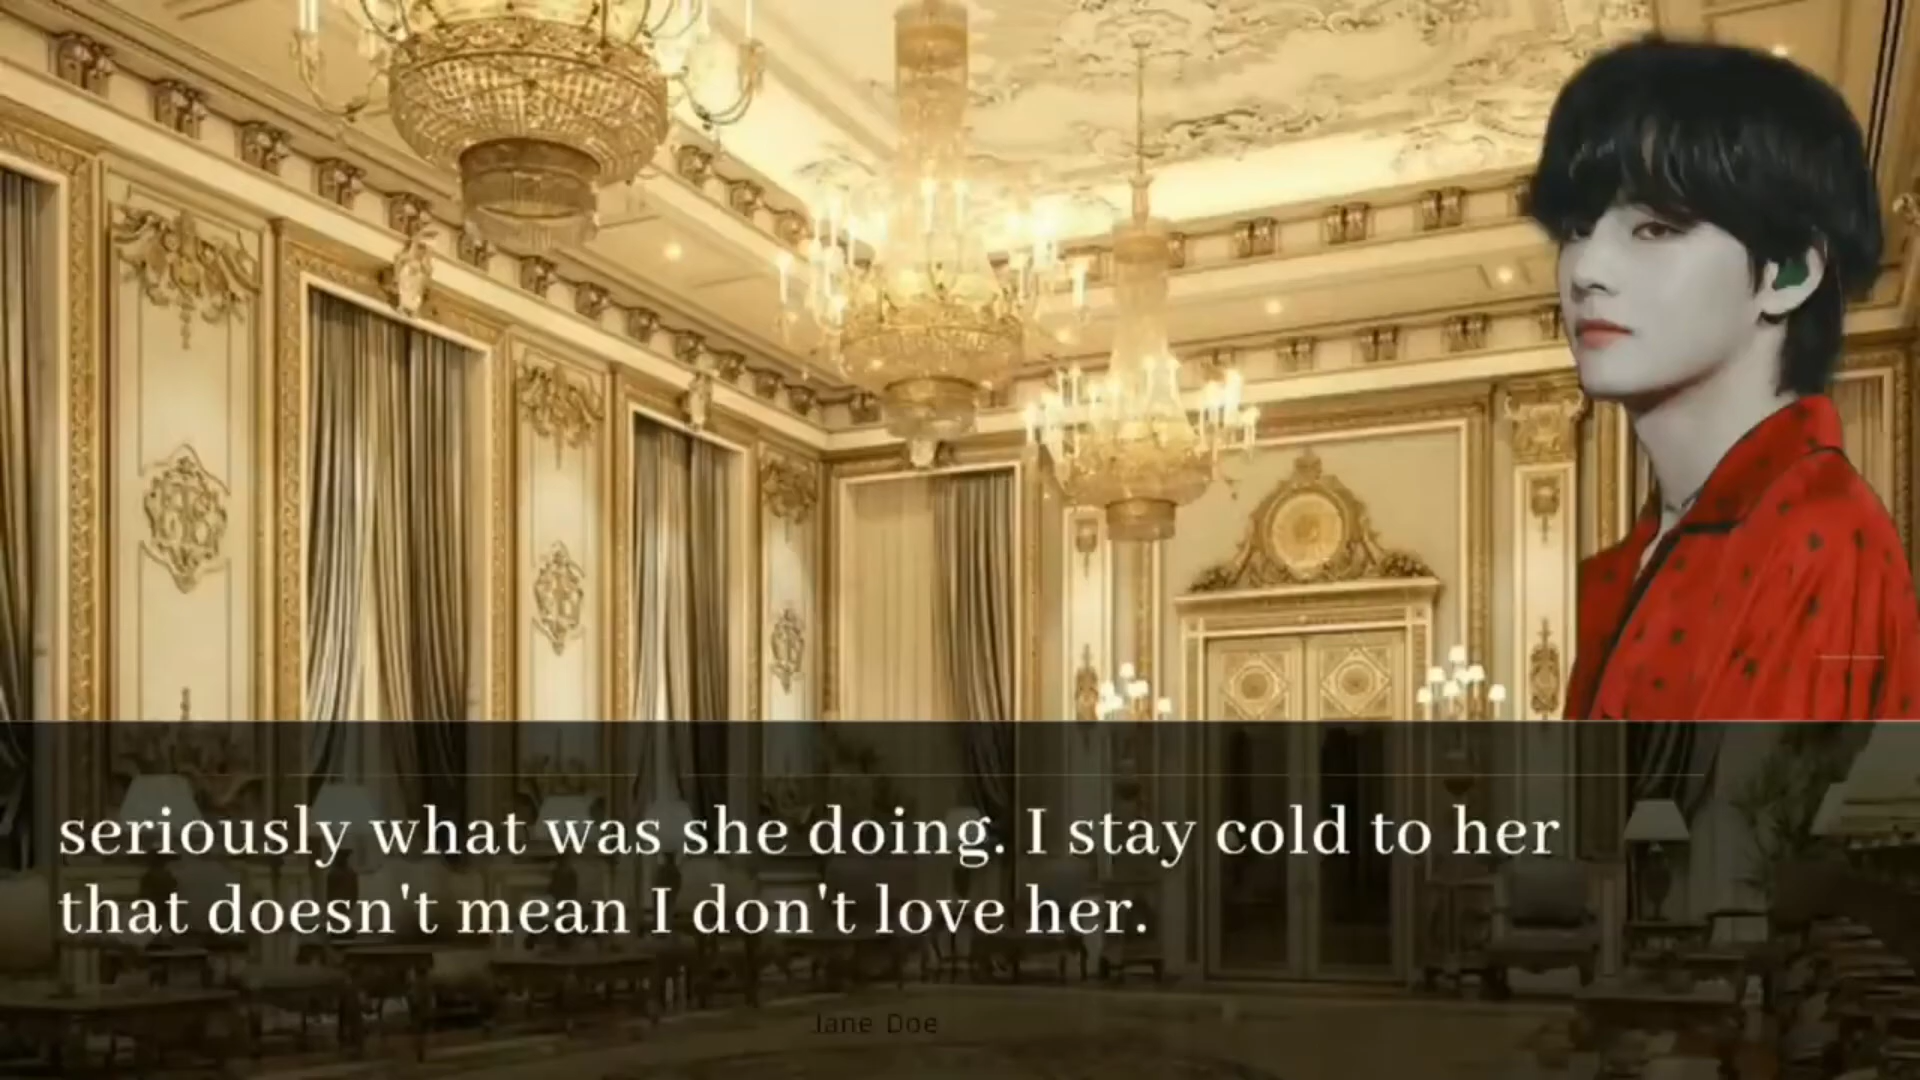 seriously what was she doing. I stay cold to her
that doesn't mean I don't love her.
Jane Doe